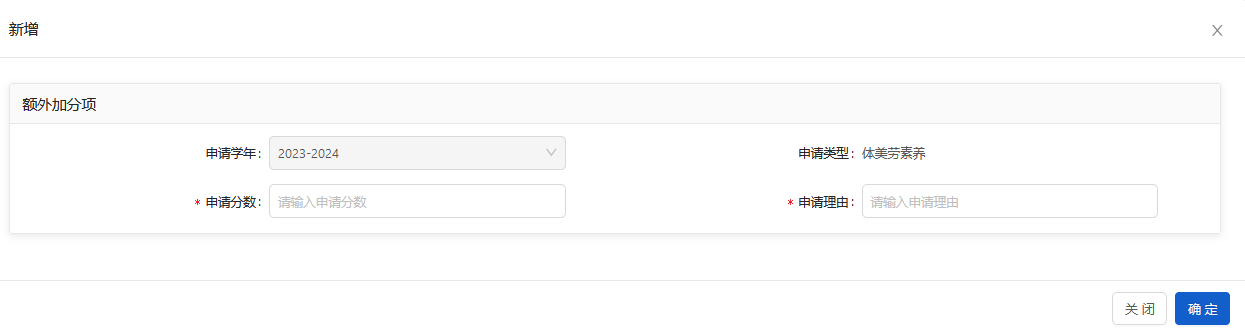 新增
额外加分项
申请学年： 2023-2024 申请类型： 体美劳素养
* 申请分数： 请输入申请分数 * 申请理由： 请输入申请理由
关 闭 确 定